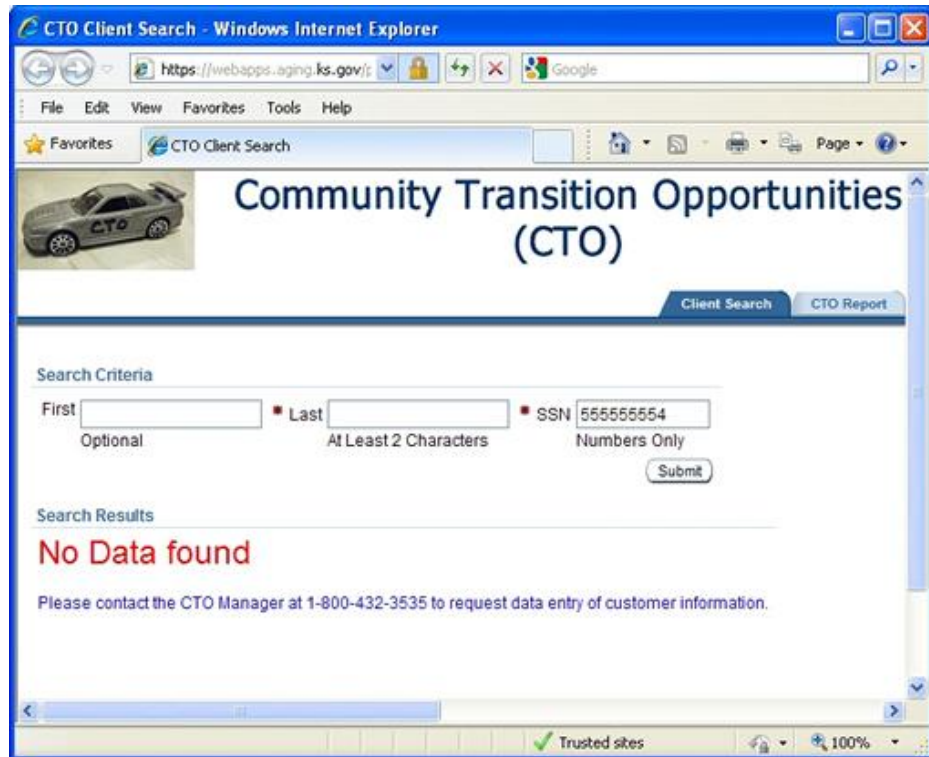 CTO Client Search - Windows Internet Explorer
https://webapps.aging.ks.gov/ Google
File Edit View Favorites Tools Help
Favorites CTO Client Search Page
CTO
Community Transition Opportunities
(CTO)
Client Search CTO Report
Search Criteria
First Last SSN 555555554
Optional At Least 2 Characters Numbers Only
Submit
Search Results
No Data found
Please contact the CTO Manager at 1-800-432-3535 to request data entry of customer information.
Trusted sites 100%